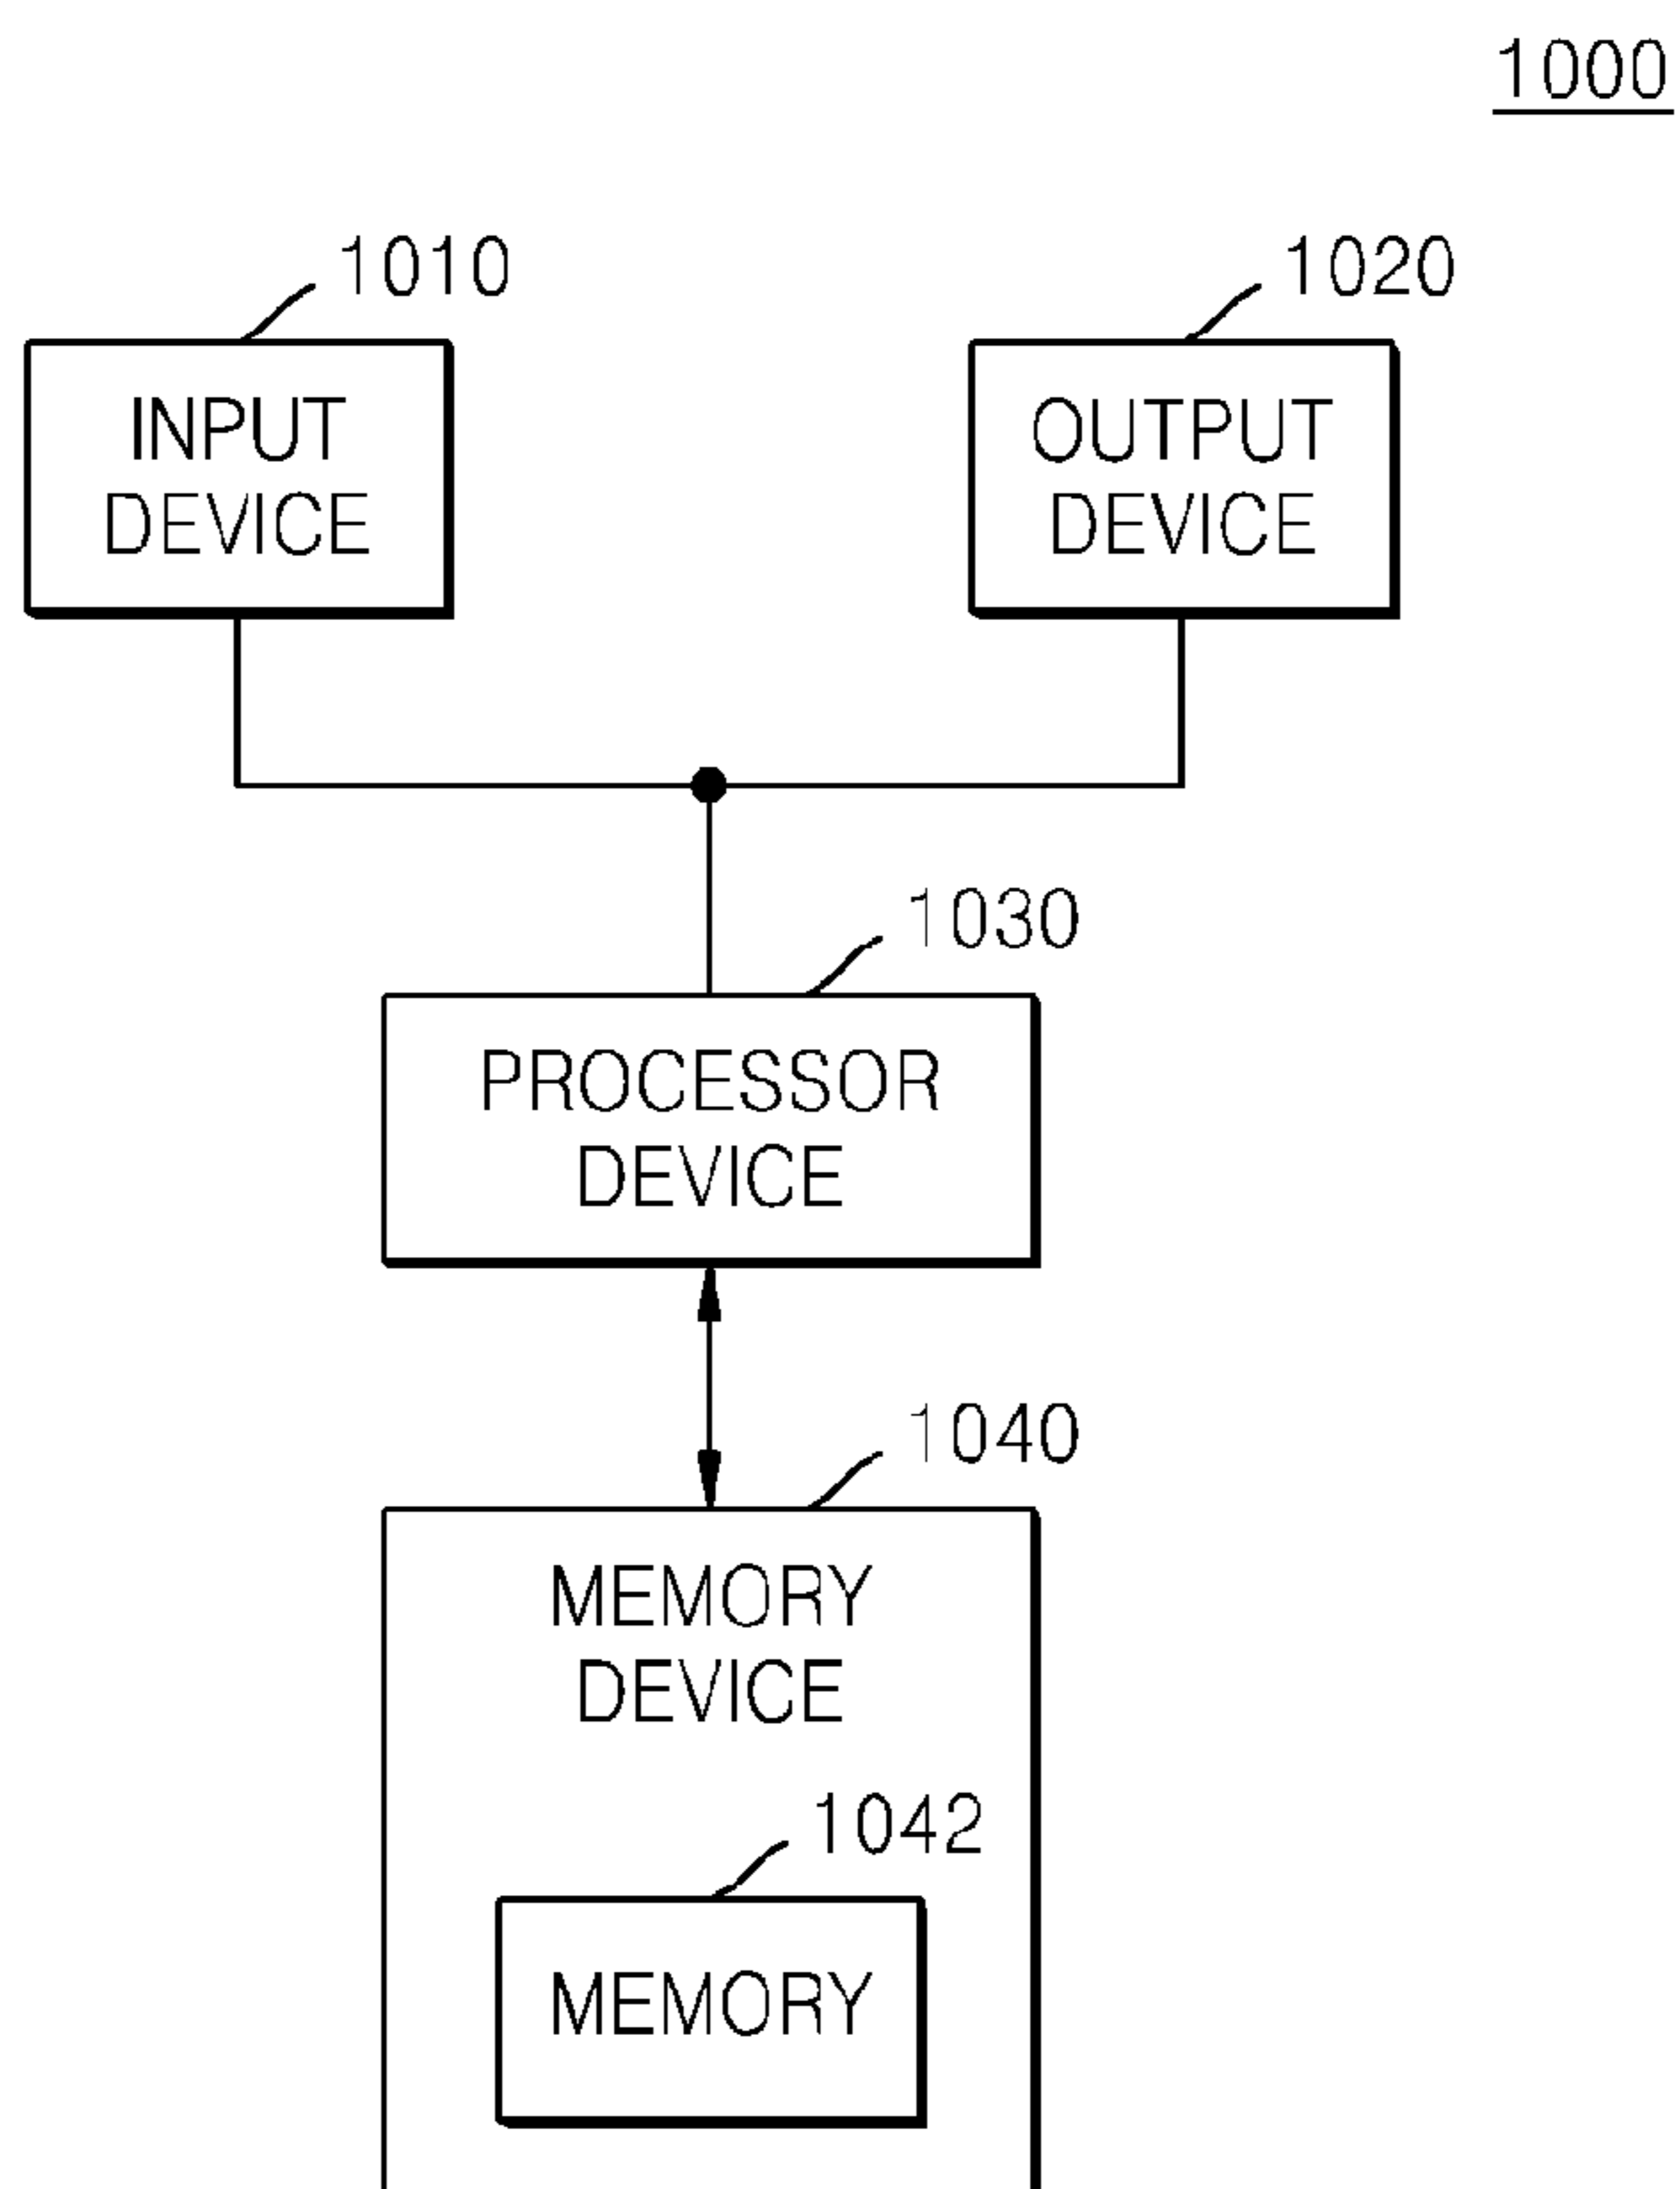 1000
1010
1020
INPUT
DEVICE
OUTPUT
DEVICE
1030
PROCESSOR
DEVICE
1040
MEMORY
DEVICE
1042
MEMORY